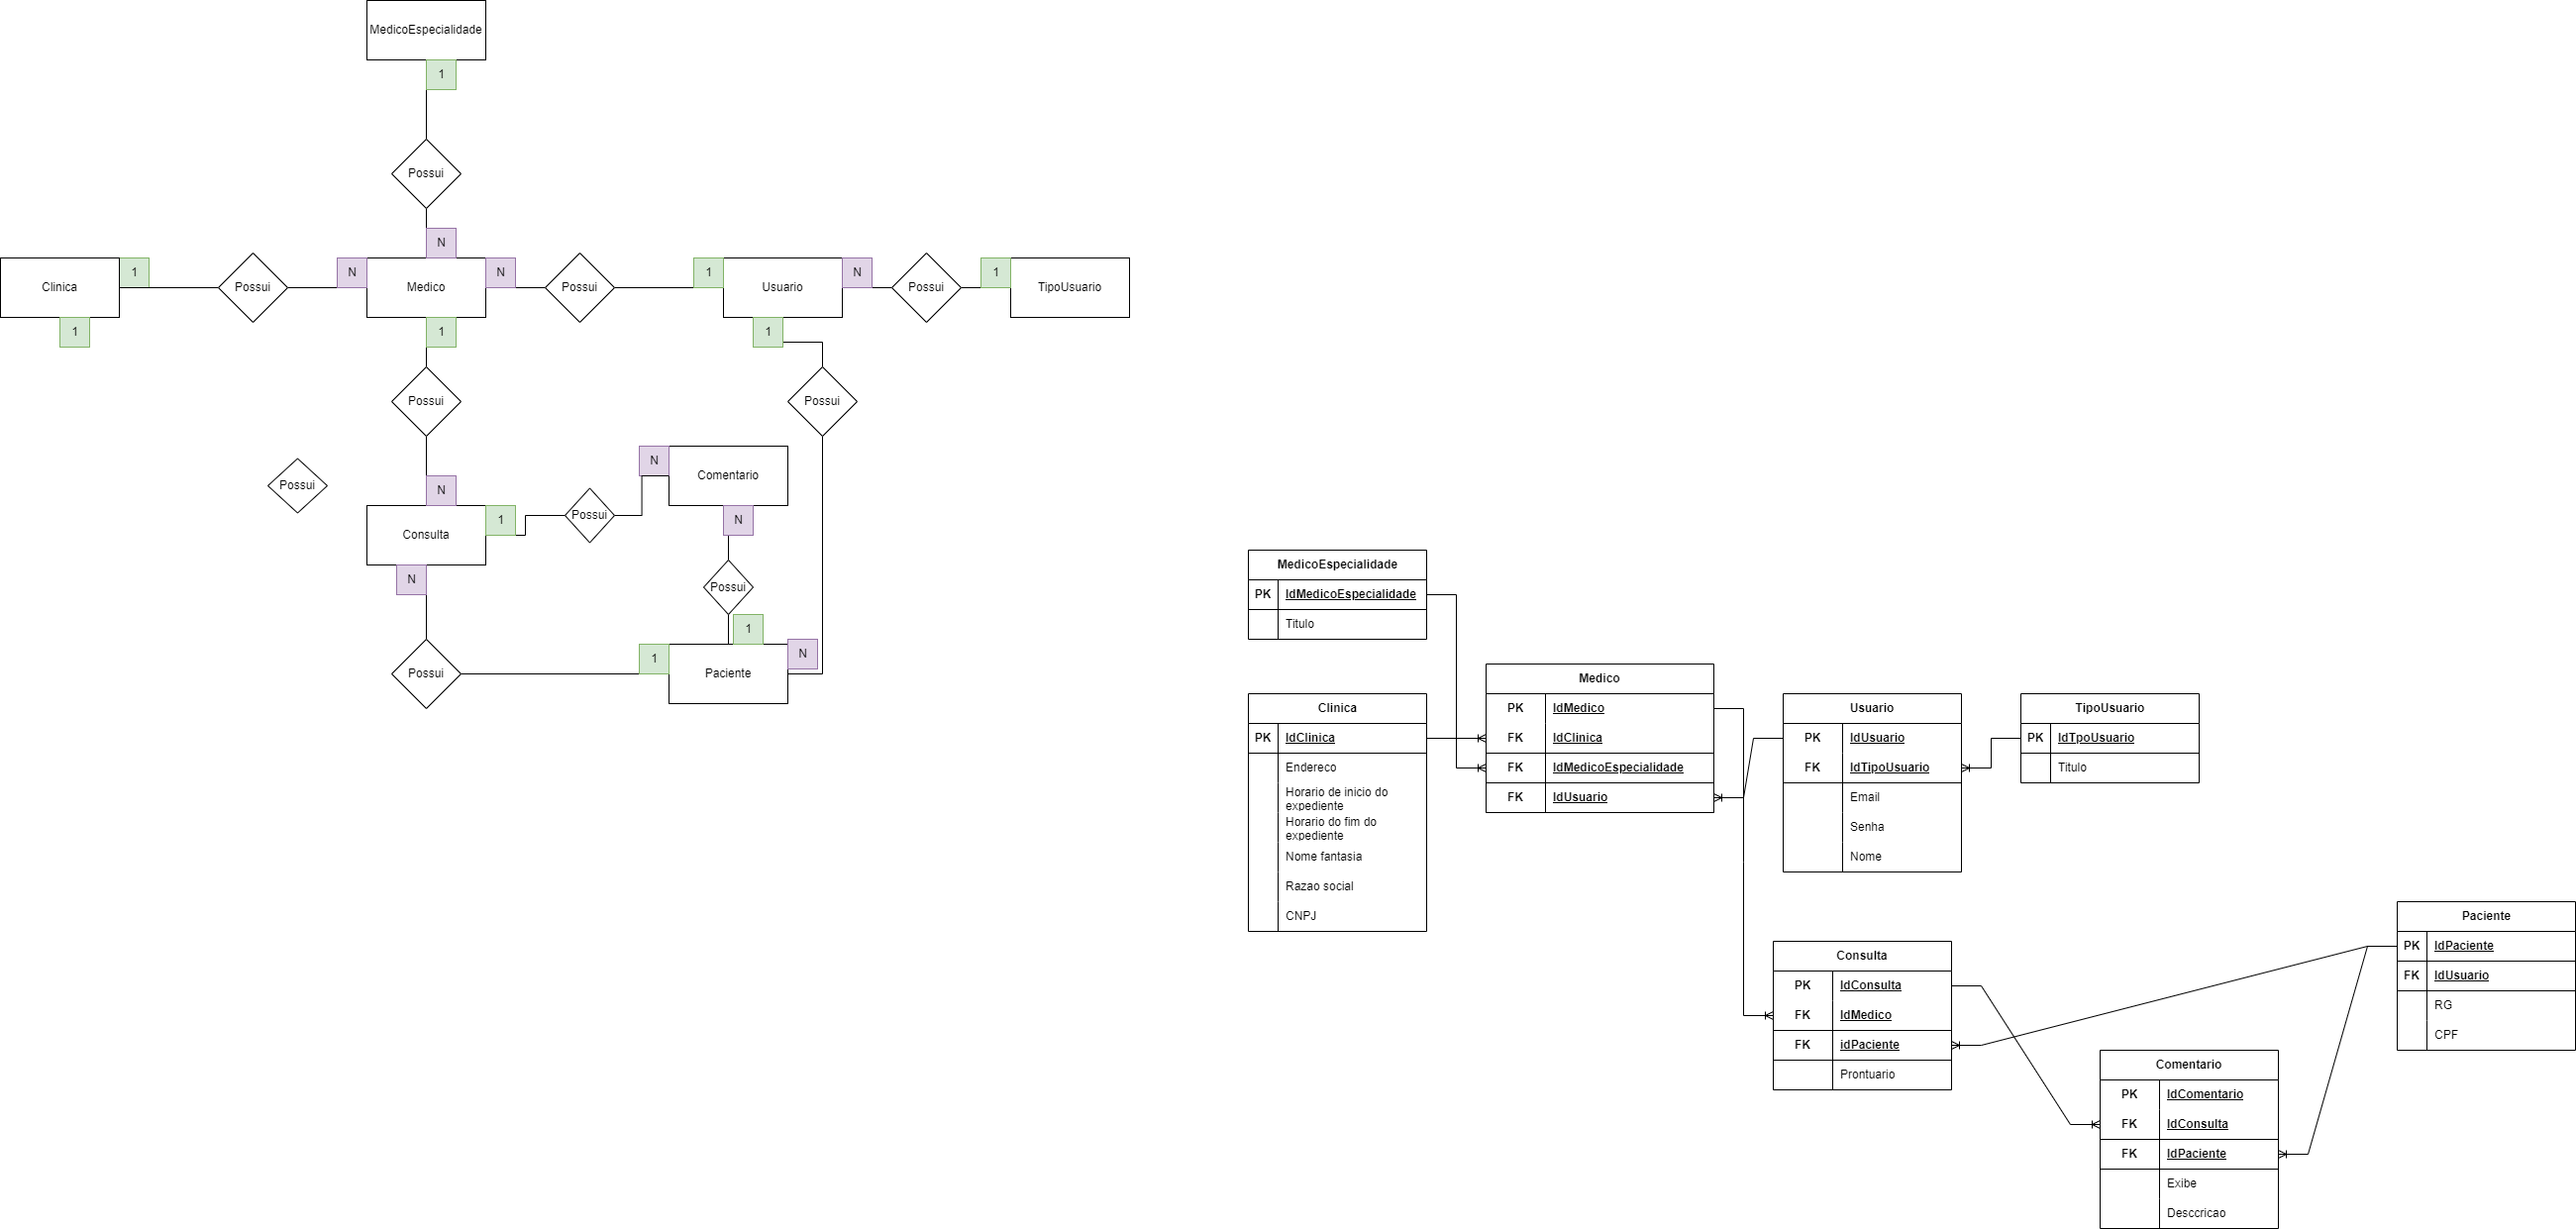 MedicoEspecialidade
1
Possui
N
Clinica
1
Possui
N
Medico
N
Possui
1
Usuario
N
Possui
1
TipoUsuario
1
1
1
Possui
Possui
N
Comentario
Possui
N
1
Possui
Consulta
N
N
Possui
1
N
Possui
1
Paciente
MedicoEspecialidade
PK IdMedicoEspecialidade
Titulo
Clinica
PK IdClinica
Endereco
Horario de inicio do
expediente
Horario do fim do
expediente
Nome fantasia
Razao social
CNPJ
Medico
PK IdMedico
FK IdClinica
FK IdMedicoEspecialidade
FK IdUsuario
Usuario
PK IdUsuario
FK IdTipoUsuario
Email
Senha
Nome
TipoUsuario
PK IdTpoUsuario
Titulo
Consulta
PK IdConsulta
FK IdMedico
FK idPaciente
Prontuario
Paciente
PK IdPaciente
FK IdUsuario
RG
CPF
Comentario
PK IdComentario
FK IdConsulta
FK IdPaciente
Exibe
Desccricao